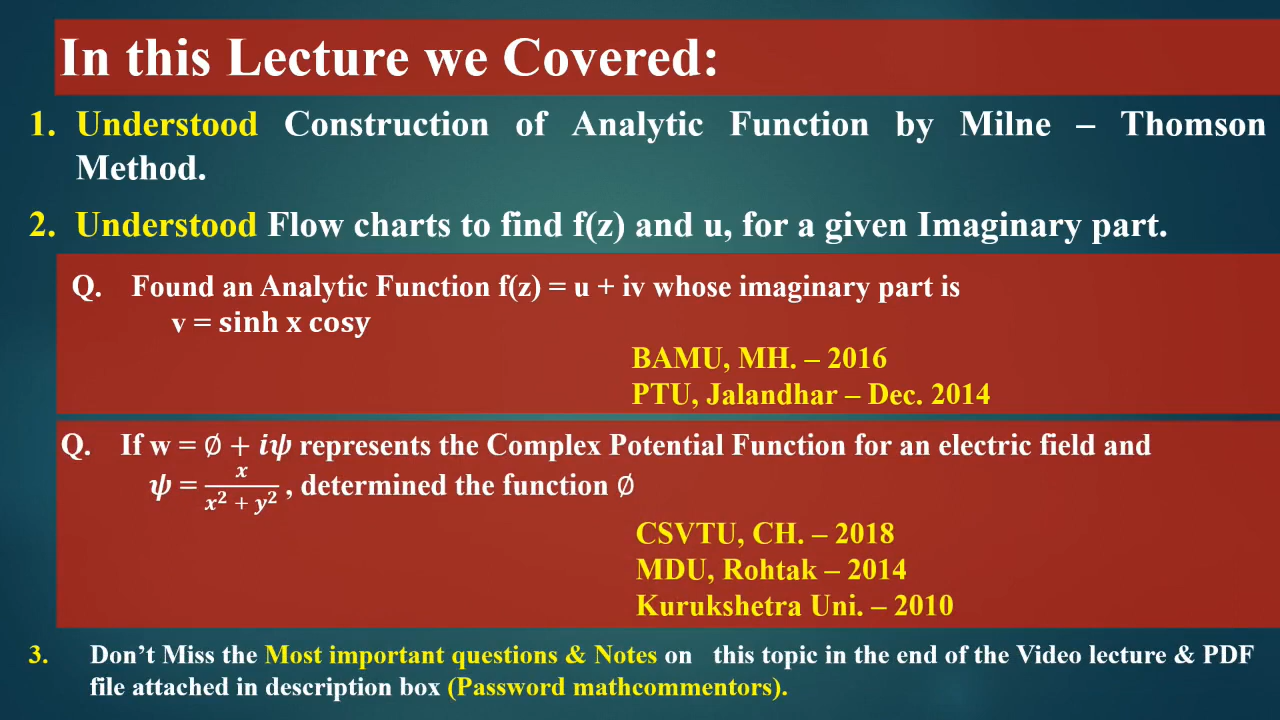 In this Lecture we Covered:
1. Understood Construction of Analytic Function by Milne – Thomson
Method.
2. Understood Flow charts to find f(z) and u, for a given Imaginary part.
Q. Found an Analytic Function f(z) = u + iv whose imaginary part is
v = sinh x cosy
BAMU, MH. – 2016
PTU, Jalandhar – Dec. 2014
Q. If w = ∅ + iψ represents the Complex Potential Function for an electric field and
ψ = x / (x² + y²) , determined the function ∅
CSVTU, CH. – 2018
MDU, Rohtak – 2014
Kurukshetra Uni. – 2010
3. Don’t Miss the Most important questions & Notes on this topic in the end of the Video lecture & PDF
file attached in description box (Password mathcommentors).